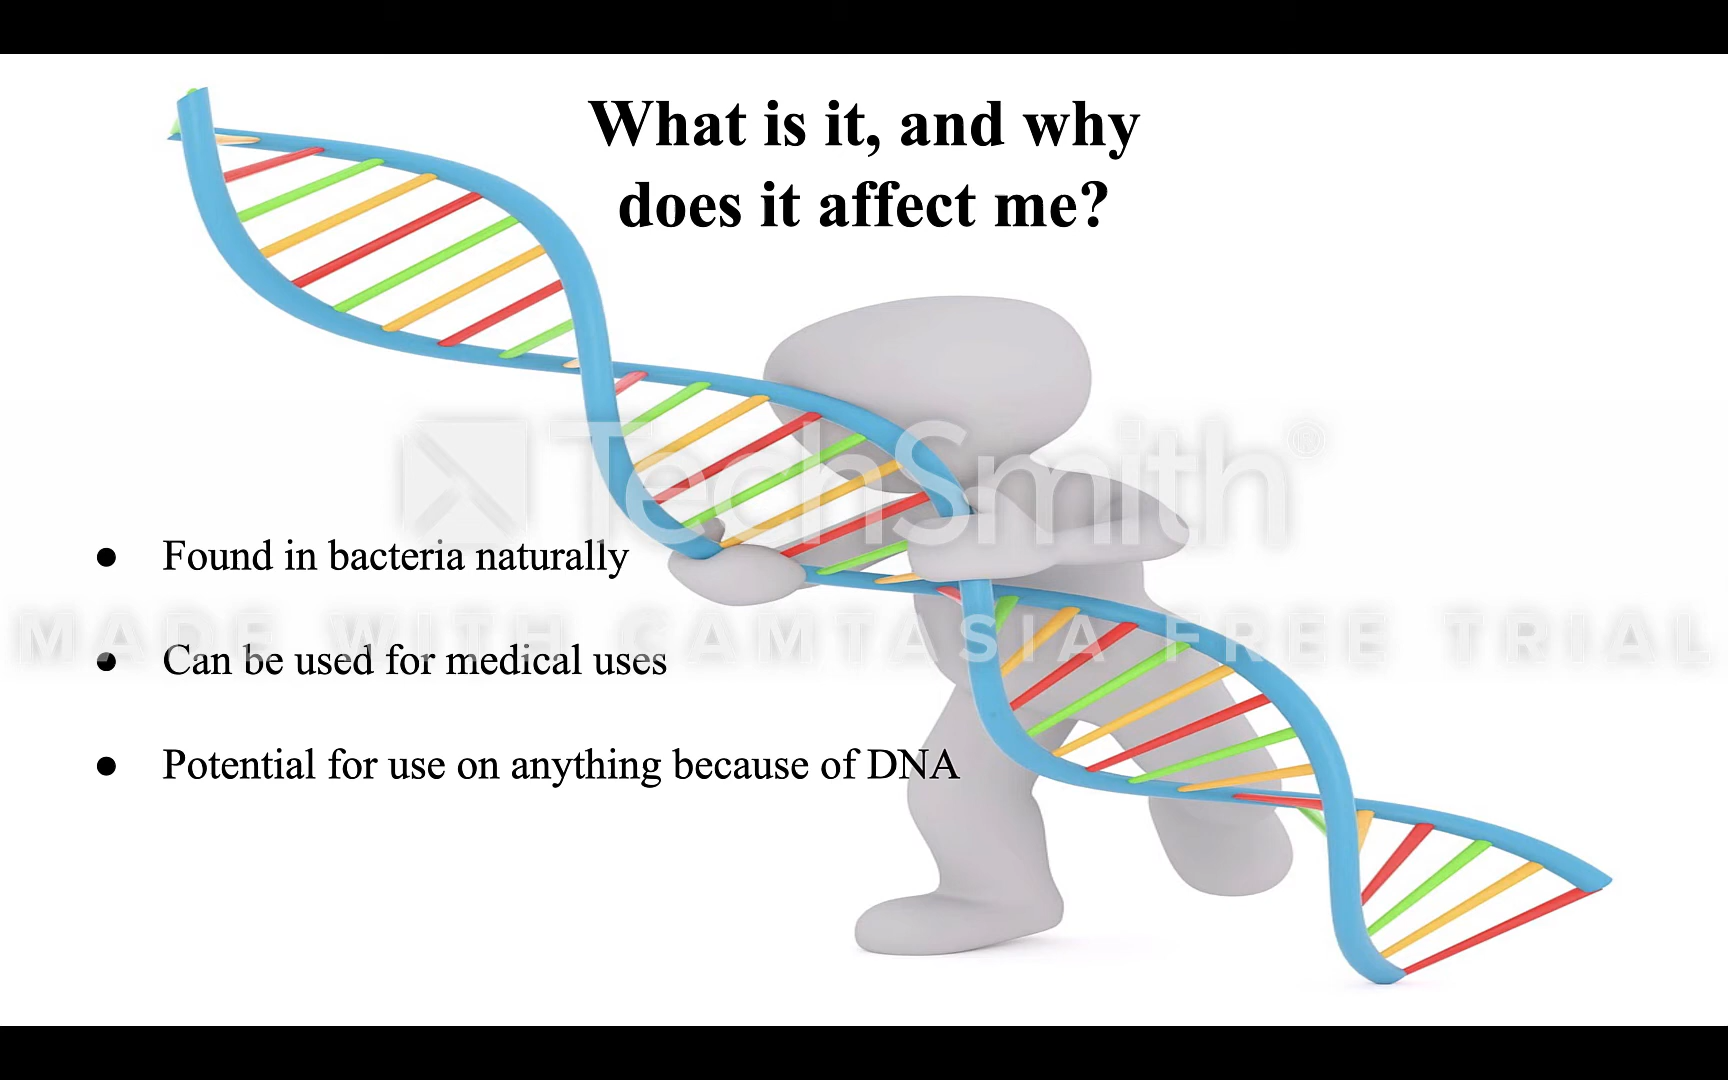 What is it, and why
does it affect me?
TechSmith®
● Found in bacteria naturally
MADE WITH CAMTASIA FREE TRIAL
● Can be used for medical uses
● Potential for use on anything because of DNA